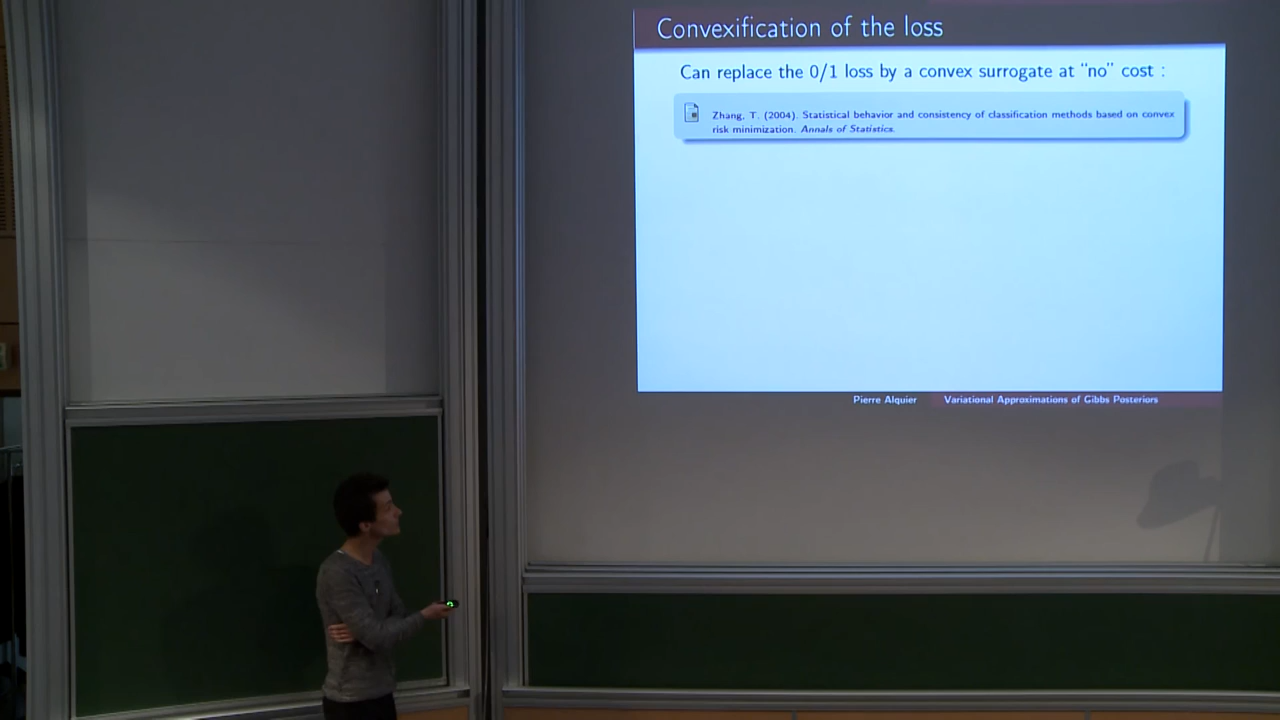 Convexification of the loss
Can replace the 0/1 loss by a convex surrogate at “no” cost :
Zhang, T. (2004). Statistical behavior and consistency of classification methods based on convex
risk minimization. Annals of Statistics.
Pierre Alquier Variational Approximations of Gibbs Posteriors